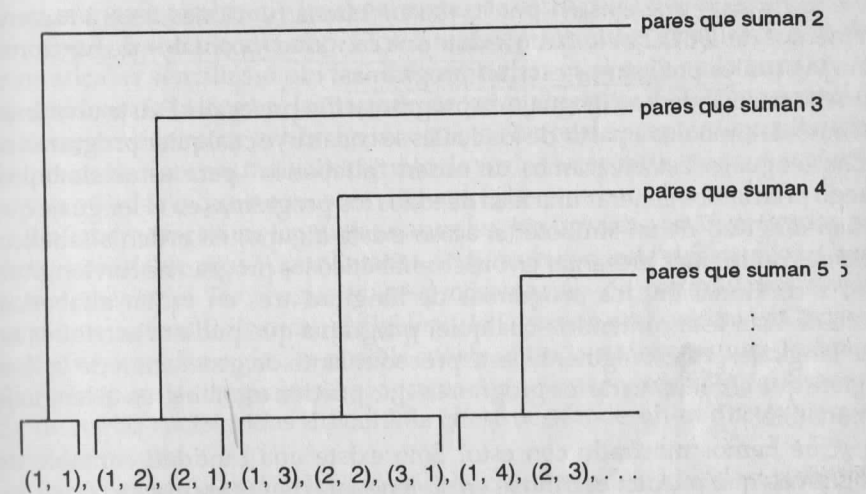 pares que suman 2
pares que suman 3
pares que suman 4
pares que suman 5
(1, 1), (1, 2), (2, 1), (1, 3), (2, 2), (3, 1), (1, 4), (2, 3),